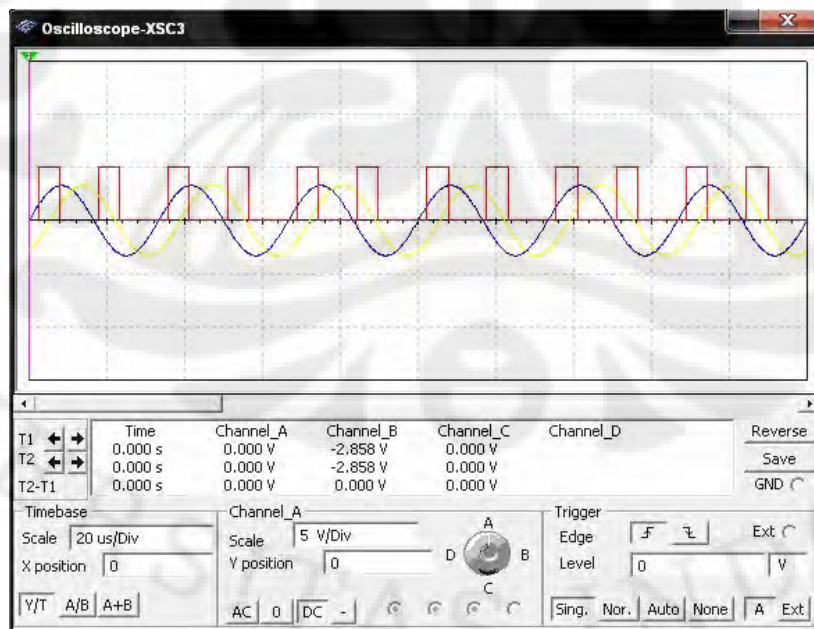 Oscilloscope-XSC3
Time Channel_A Channel_B Channel_C Channel_D
T1 0.000 s 0.000 V -2.858 V 0.000 V
T2 0.000 s 0.000 V -2.858 V 0.000 V
T2-T1 0.000 s 0.000 V 0.000 V 0.000 V
Reverse
Save
GND
Timebase
Scale 20 us/Div
X position 0
Y/T A/B A+B
Channel_A
Scale 5 V/Div
Y position 0
AC 0 DC -
A
D B
C
Trigger
Edge Ext
Level 0 V
Sing. Nor. Auto None A Ext